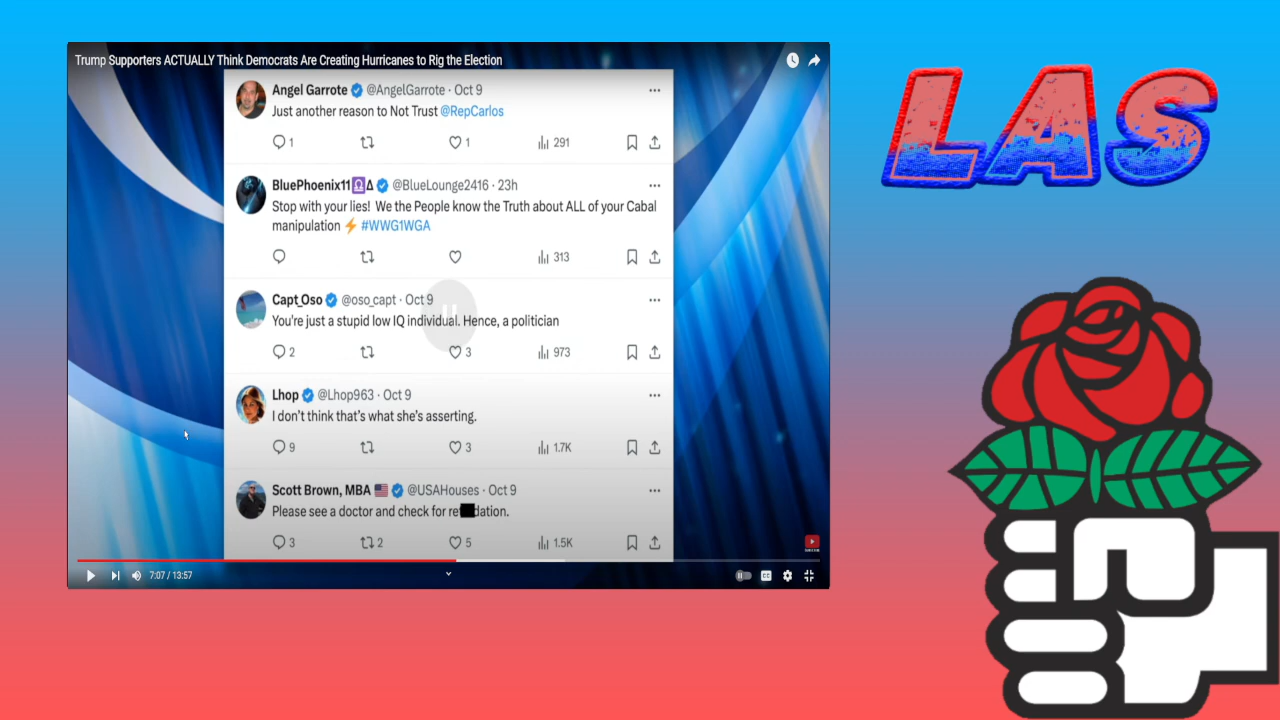 Trump Supporters ACTUALLY Think Democrats Are Creating Hurricanes to Rig the Election
LAS
Angel Garrote @AngelGarrote · Oct 9
Just another reason to Not Trust @RepCarlos
1 1 291
BluePhoenix11♎Δ @BlueLounge2416 · 23h
Stop with your lies! We the People know the Truth about ALL of your Cabal
manipulation ⚡ #WWG1WGA
313
Capt_Oso @oso_capt · Oct 9
You're just a stupid low IQ individual. Hence, a politician
2 3 973
Lhop @Lhop963 · Oct 9
I don't think that's what she's asserting.
9 3 1.7K
Scott Brown, MBA 🇺🇸 @USAHouses · Oct 9
Please see a doctor and check for re dation.
3 2 5 1.5K
7:07 / 13:57
CC